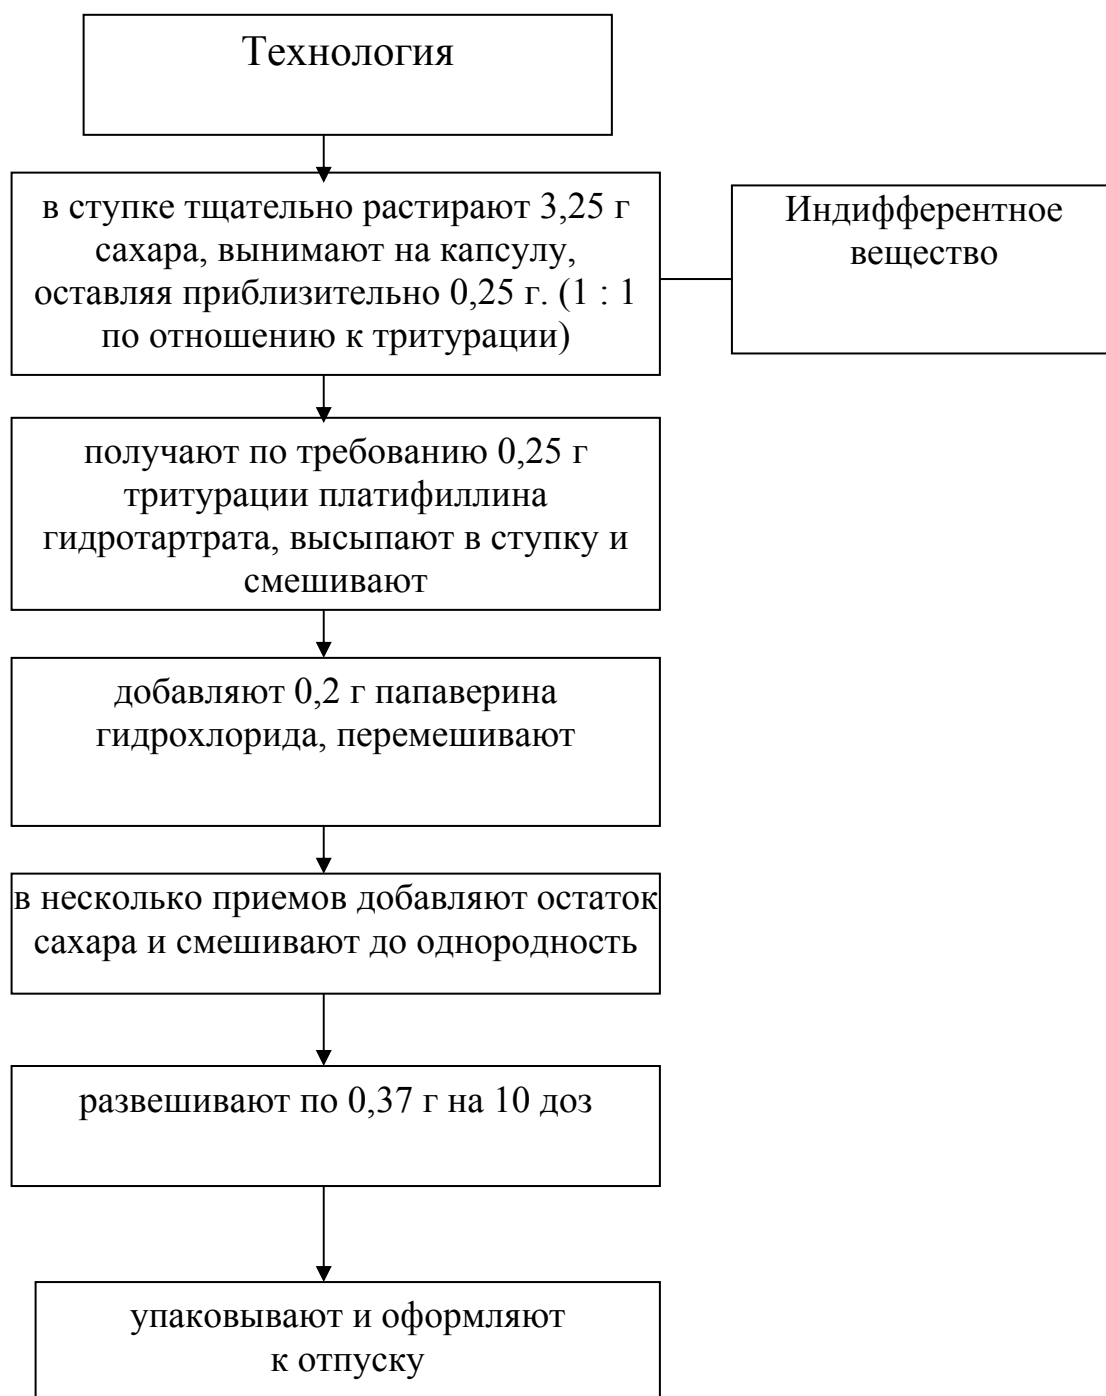 Технология
в ступке тщательно растирают 3,25 г
сахара, вынимают на капсулу,
оставляя приблизительно 0,25 г. (1 : 1
по отношению к тритурации)
Индифферентное
вещество
получают по требованию 0,25 г
тритурации платифиллина
гидротартрата, высыпают в ступку и
смешивают
добавляют 0,2 г папаверина
гидрохлорида, перемешивают
в несколько приемов добавляют остаток
сахара и смешивают до однородность
развешивают по 0,37 г на 10 доз
упаковывают и оформляют
к отпуску